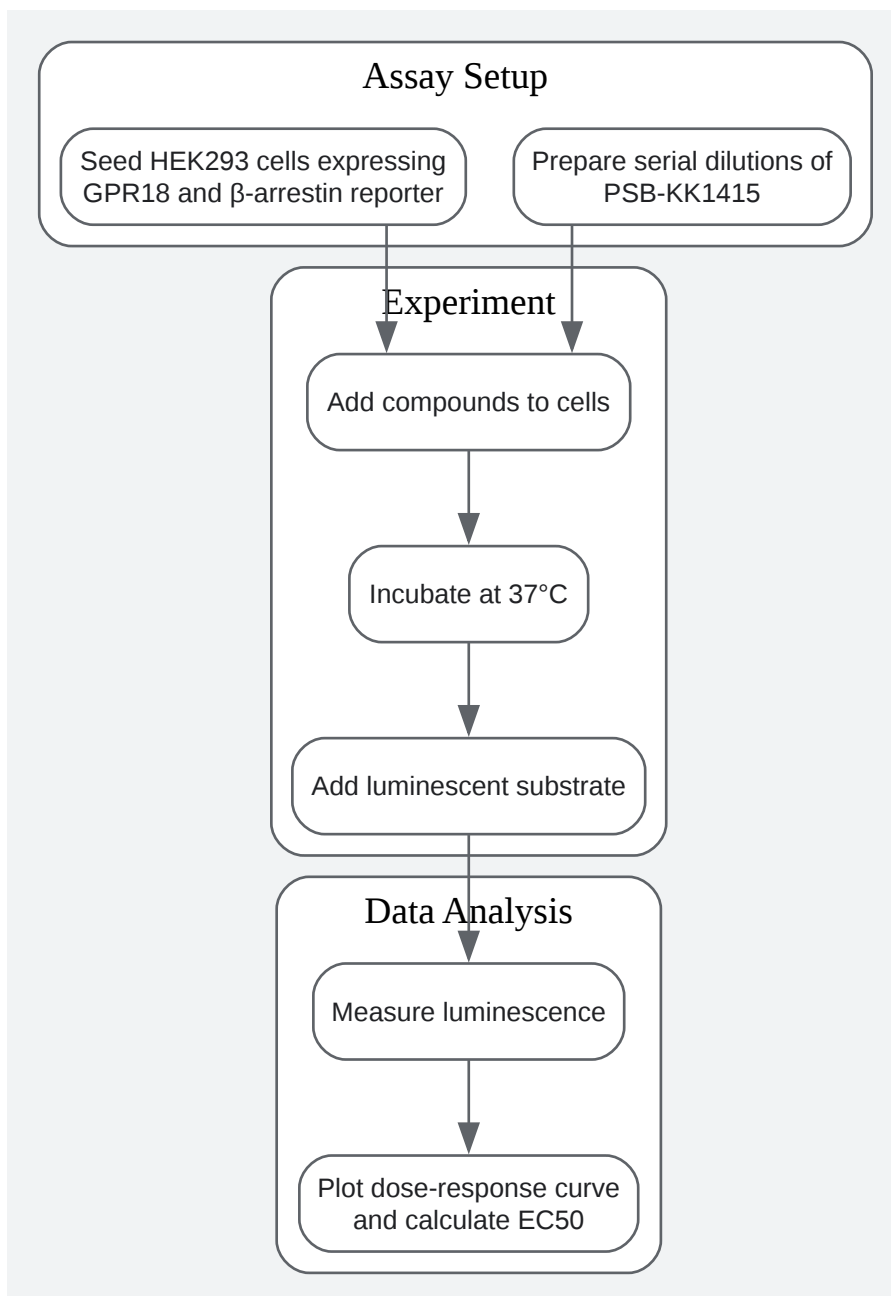 Assay Setup
Seed HEK293 cells expressing
GPR18 and β-arrestin reporter
Prepare serial dilutions of
PSB-KK1415
Experiment
Add compounds to cells
Incubate at 37°C
Add luminescent substrate
Data Analysis
Measure luminescence
Plot dose-response curve
and calculate EC50